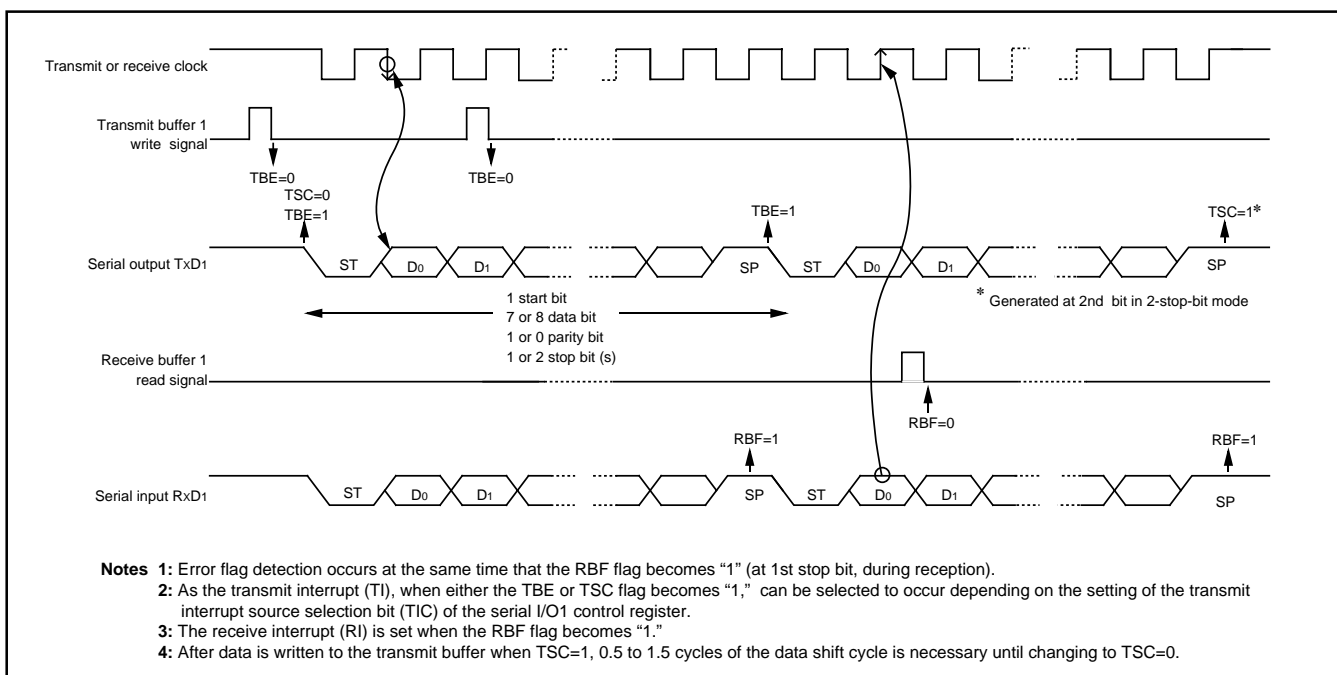 Transmit or receive clock
Transmit buffer 1
write signal
TBE=0
TSC=0
TBE=1
TBE=0
TBE=1
TSC=1*
Serial output TxD1
ST
D0
D1
SP
ST
D0
D1
SP
* Generated at 2nd bit in 2-stop-bit mode
1 start bit
7 or 8 data bit
1 or 0 parity bit
1 or 2 stop bit (s)
Receive buffer 1
read signal
RBF=0
RBF=1
RBF=1
Serial input RxD1
ST
D0
D1
SP
ST
D0
D1
SP
Notes 1: Error flag detection occurs at the same time that the RBF flag becomes “1” (at 1st stop bit, during reception).
2: As the transmit interrupt (TI), when either the TBE or TSC flag becomes “1,” can be selected to occur depending on the setting of the transmit
interrupt source selection bit (TIC) of the serial I/O1 control register.
3: The receive interrupt (RI) is set when the RBF flag becomes “1.”
4: After data is written to the transmit buffer when TSC=1, 0.5 to 1.5 cycles of the data shift cycle is necessary until changing to TSC=0.